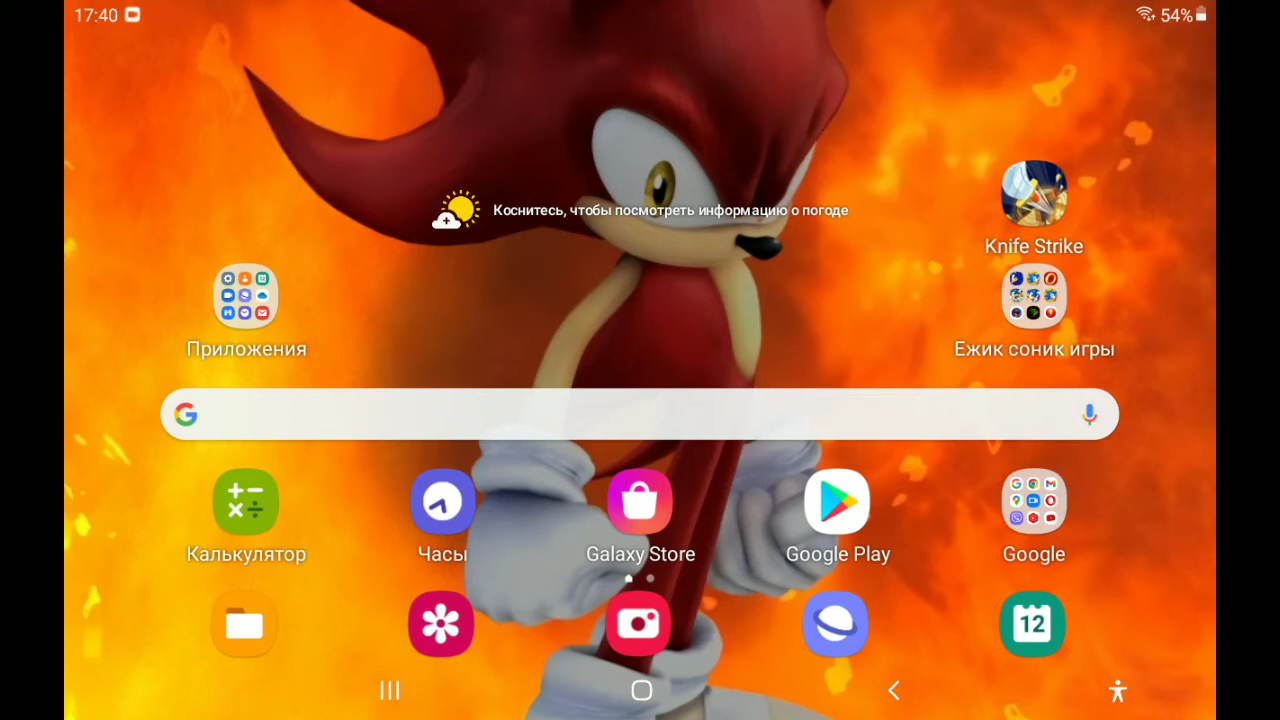 17:40
54%
Коснитесь, чтобы посмотреть информацию о погоде
Knife Strike
Приложения
Ежик соник игры
Калькулятор
Часы
Galaxy Store
Google Play
Google
12